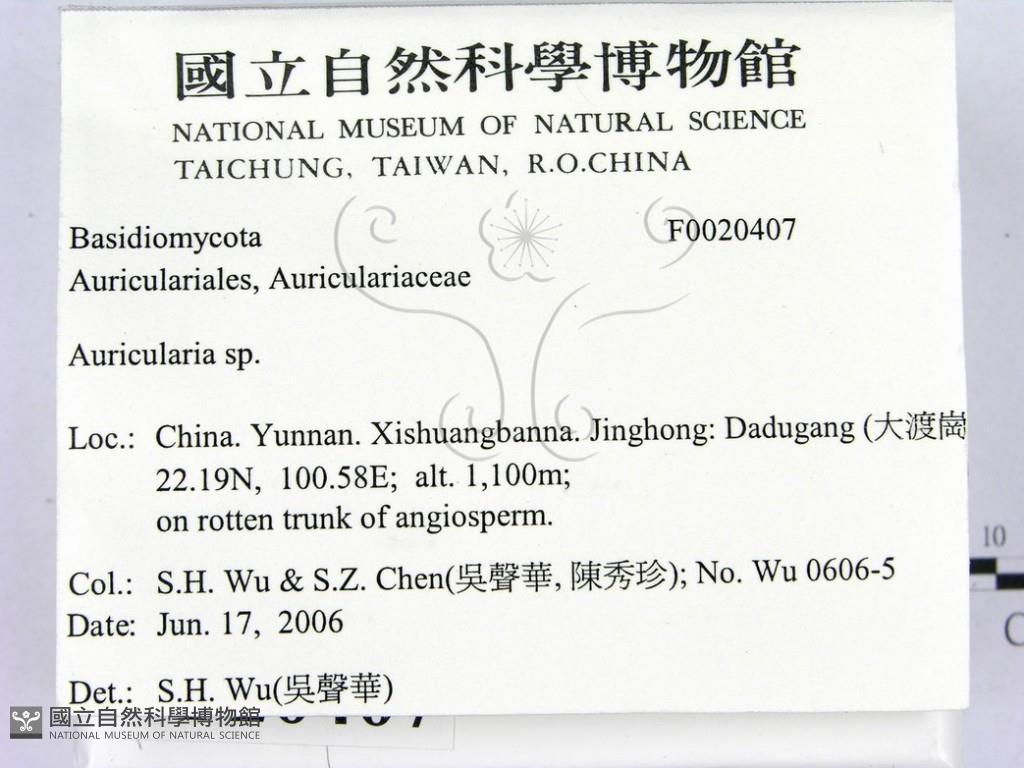 國立自然科學博物館
NATIONAL MUSEUM OF NATURAL SCIENCE
TAICHUNG, TAIWAN, R.O.CHINA
Basidiomycota F0020407
Auriculariales, Auriculariaceae
Auricularia sp.
Loc.: China. Yunnan. Xishuangbanna. Jinghong: Dadugang (大渡崗
22.19N, 100.58E; alt. 1,100m;
on rotten trunk of angiosperm.
10
Col.: S.H. Wu & S.Z. Chen(吳聲華, 陳秀珍); No. Wu 0606-5
Date: Jun. 17, 2006
Det.: S.H. Wu(吳聲華)
國立自然科學博物館
NATIONAL MUSEUM OF NATURAL SCIENCE